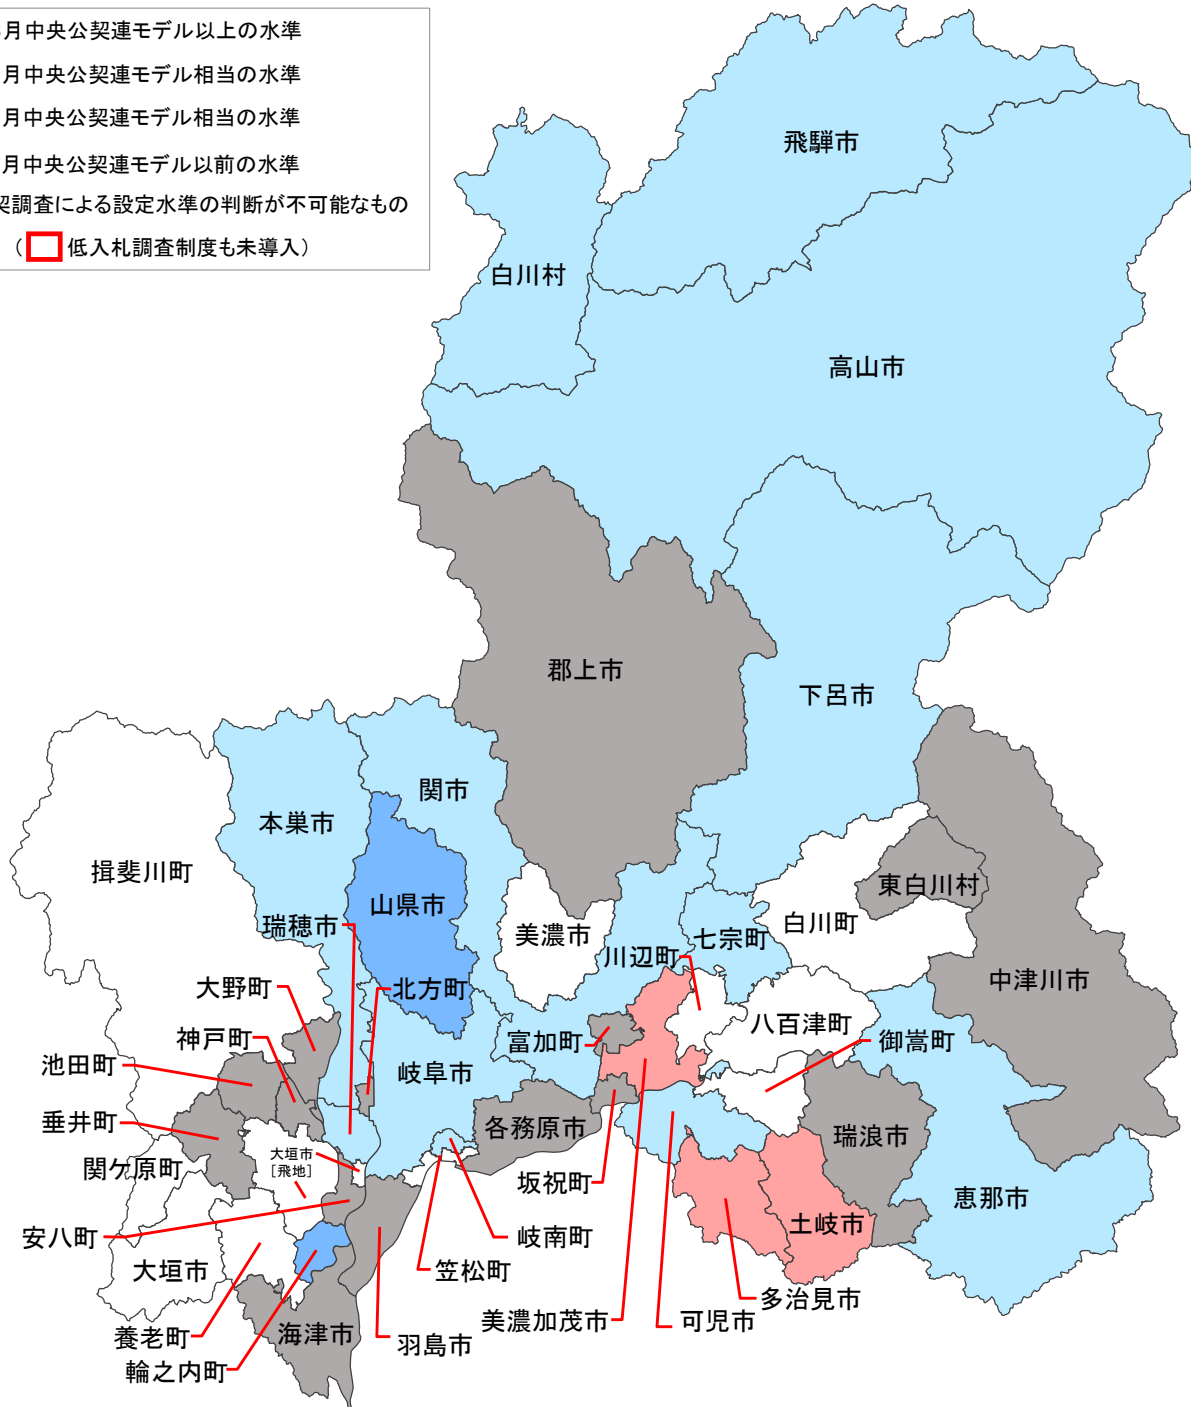 月中央公契連モデル以上の水準
月中央公契連モデル相当の水準
月中央公契連モデル相当の水準
月中央公契連モデル以前の水準
契調査による設定水準の判断が不可能なもの
（ 低入札調査制度も未導入）
飛騨市
白川村
高山市
郡上市
下呂市
関市
本巣市
揖斐川町
東白川村
山県市
瑞穂市
美濃市
白川町
七宗町
川辺町
中津川市
大野町
北方町
八百津町
神戸町
富加町
御嵩町
池田町
岐阜市
垂井町
各務原市
瑞浪市
大垣市
［飛地］
関ケ原町
坂祝町
恵那市
土岐市
安八町
岐南町
大垣市
笠松町
多治見市
美濃加茂市
可児市
養老町
海津市
羽島市
輪之内町